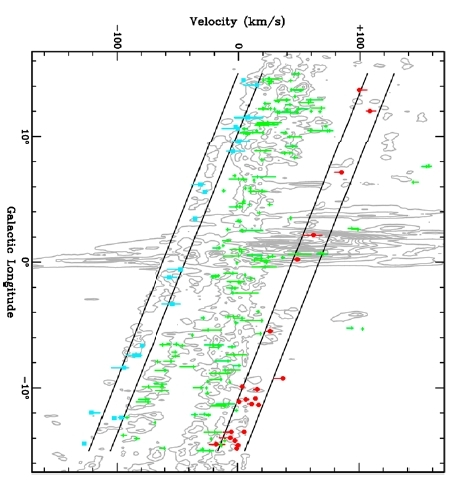 Velocity (km/s)
-100 0 +100
10°
0°
-10°
Galactic Longitude